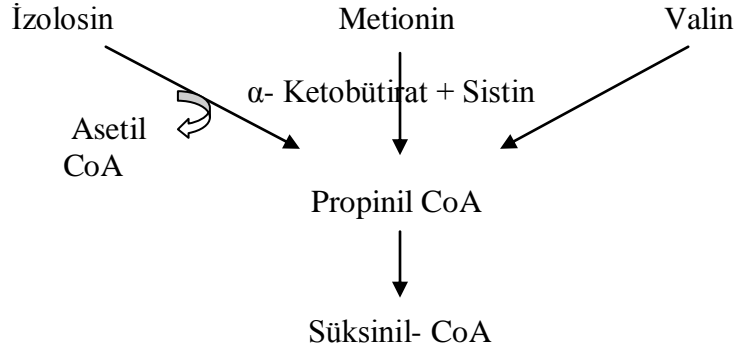 İzolosin Metionin Valin
α- Ketobütirat + Sistin
Asetil
CoA
Propinil CoA
Süksinil- CoA